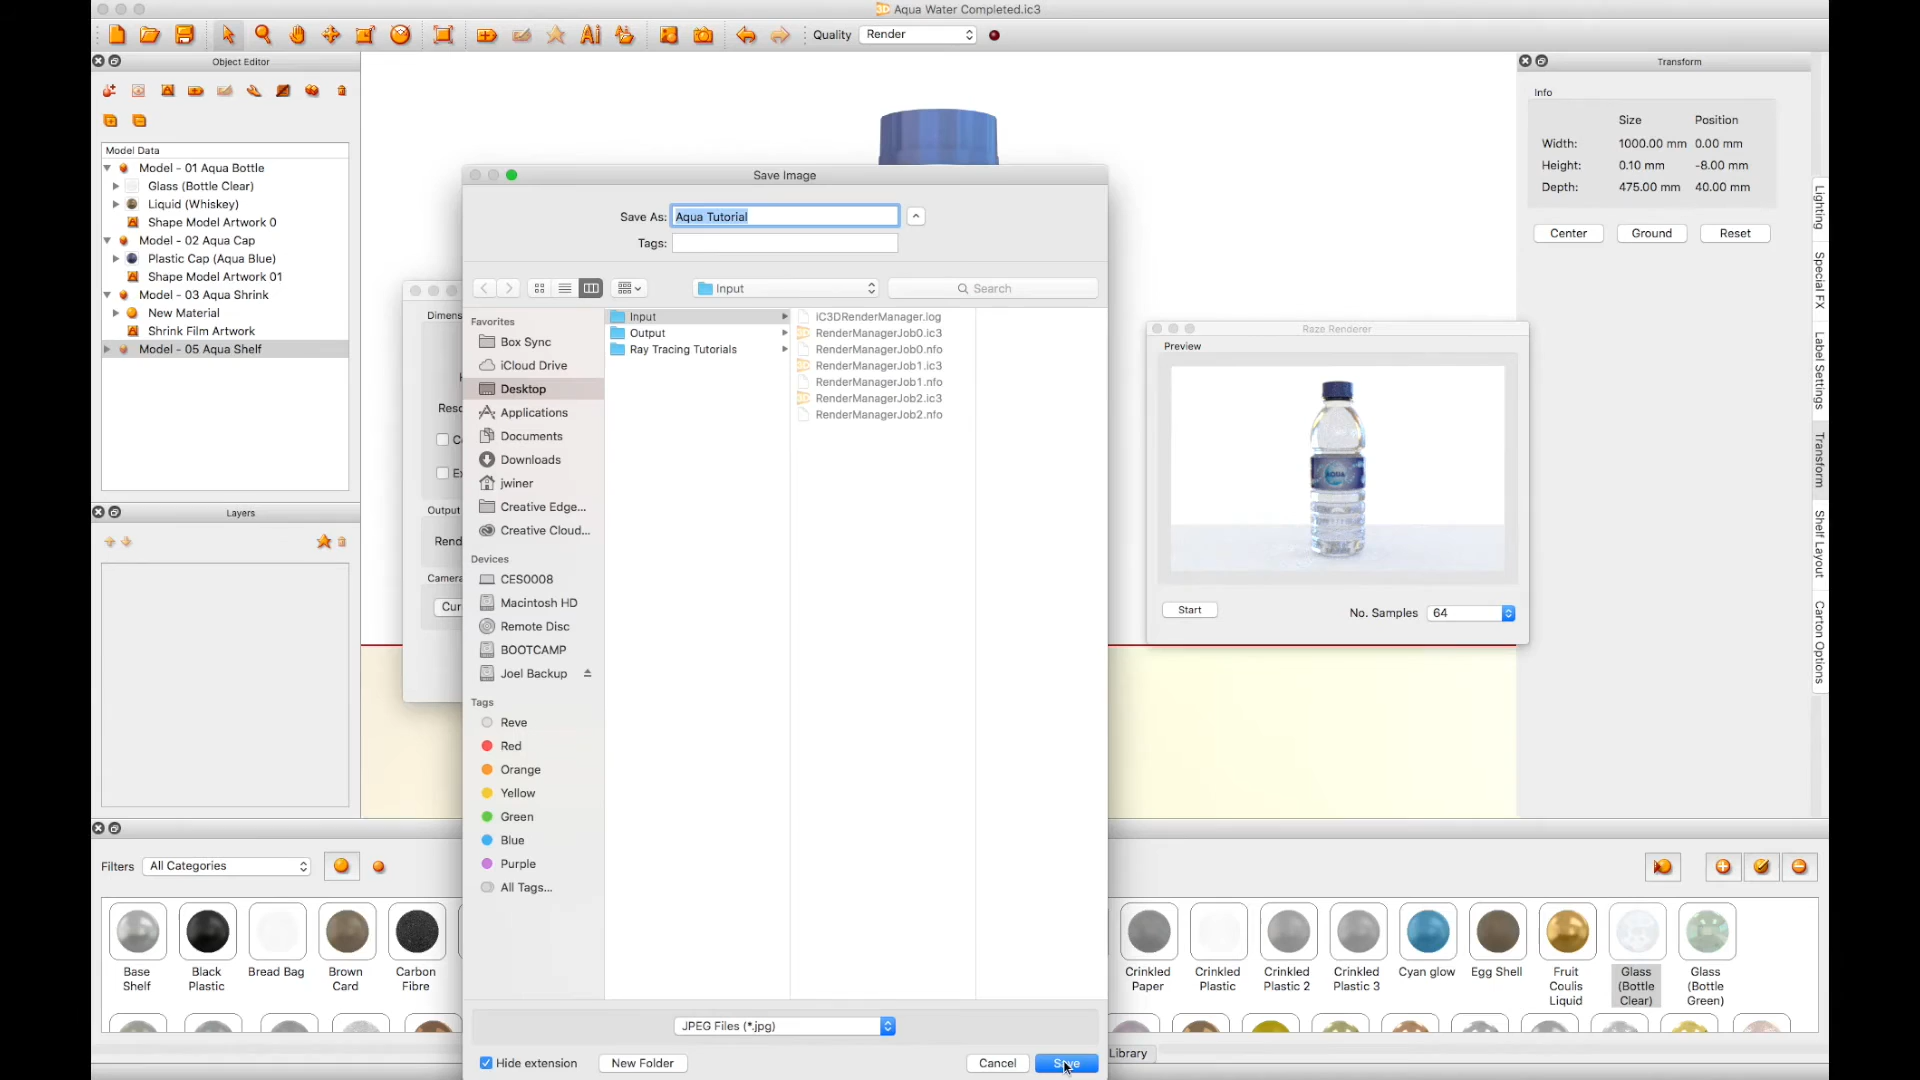 Aqua Water Completed.ic3
Quality
Render
Object Editor
Model Data
Model - 01 Aqua Bottle
Glass (Bottle Clear)
Liquid (Whiskey)
Shape Model Artwork 0
Model - 02 Aqua Cap
Plastic Cap (Aqua Blue)
Shape Model Artwork 01
Model - 03 Aqua Shrink
New Material
Shrink Film Artwork
Model - 05 Aqua Shelf
Layers
Filters
All Categories
Base Shelf
Black Plastic
Bread Bag
Brown Card
Carbon Fibre
Dimens
Resc
Output
Rend
Camera
Cur
Save Image
Save As:
Aqua Tutorial
Tags:
Input
Search
Favorites
Box Sync
iCloud Drive
Desktop
Applications
Documents
Downloads
jwiner
Creative Edge...
Creative Cloud...
Devices
CES0008
Macintosh HD
Remote Disc
BOOTCAMP
Joel Backup
Tags
Reve
Red
Orange
Yellow
Green
Blue
Purple
All Tags...
Input
Output
Ray Tracing Tutorials
iC3DRenderManager.log
RenderManagerJob0.ic3
RenderManagerJob0.nfo
RenderManagerJob1.ic3
RenderManagerJob1.nfo
RenderManagerJob2.ic3
RenderManagerJob2.nfo
JPEG Files (*.jpg)
Hide extension
New Folder
Cancel
Save
Raze Renderer
Preview
AQUA
Start
No. Samples
64
Transform
Info
Size
Position
Width:
1000.00 mm
0.00 mm
Height:
0.10 mm
-8.00 mm
Depth:
475.00 mm
40.00 mm
Center
Ground
Reset
Lighting
Special FX
Label Settings
Transform
Shelf Layout
Carton Options
Crinkled Paper
Crinkled Plastic
Crinkled Plastic 2
Crinkled Plastic 3
Cyan glow
Egg Shell
Fruit Coulis Liquid
Glass (Bottle Clear)
Glass (Bottle Green)
Library